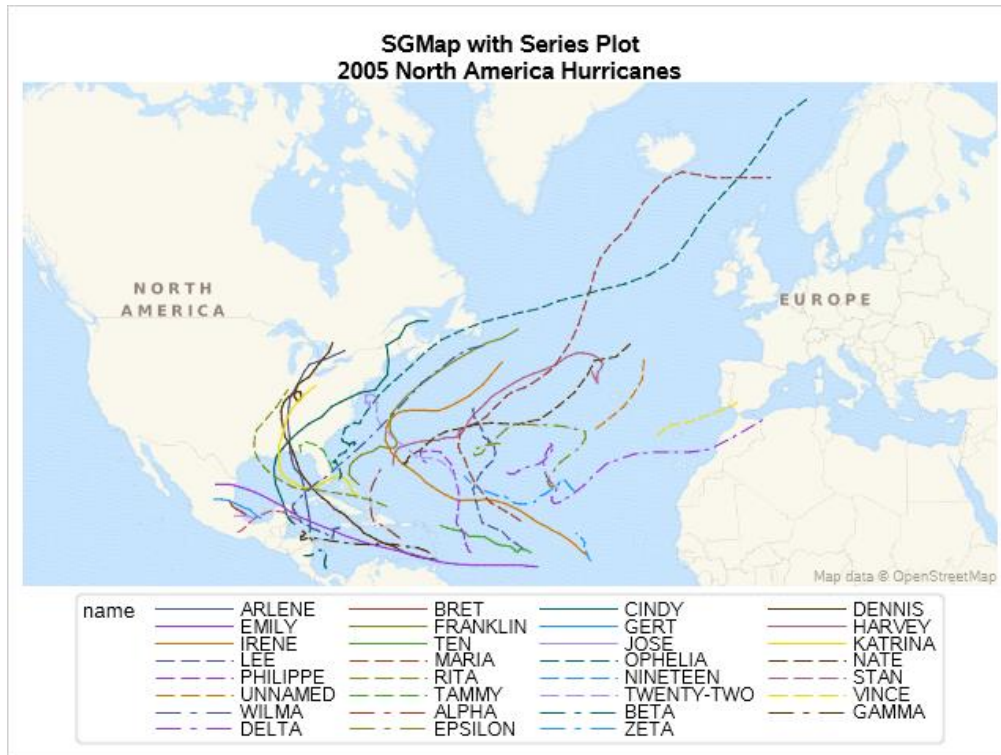 SGMap with Series Plot
2005 North America Hurricanes
NORTH
AMERICA
EUROPE
Map data © OpenStreetMap
name
ARLENE BRET CINDY DENNIS
EMILY FRANKLIN GERT HARVEY
IRENE TEN JOSE KATRINA
LEE MARIA OPHELIA NATE
PHILIPPE RITA NINETEEN STAN
UNNAMED TAMMY TWENTY-TWO VINCE
WILMA ALPHA BETA GAMMA
DELTA EPSILON ZETA